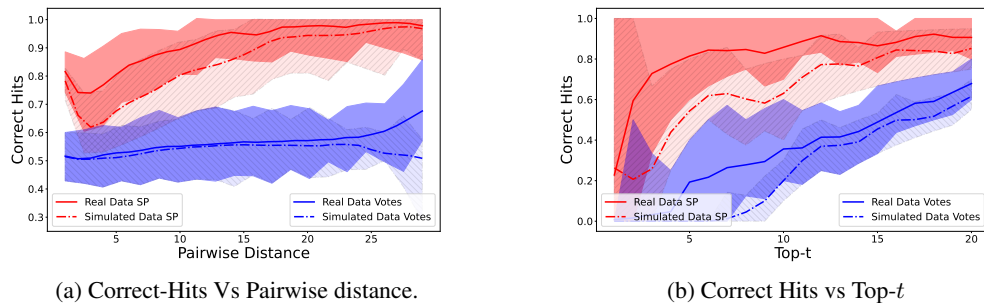 Correct Hits
1.0
0.9
0.8
0.7
0.6
0.5
0.4
0.3
Real Data SP
Simulated Data SP
Real Data Votes
Simulated Data Votes
5 10 15 20 25
Pairwise Distance
(a) Correct-Hits Vs Pairwise distance.
Correct Hits
1.0
0.8
0.6
0.4
0.2
0.0
Real Data SP
Simulated Data SP
Real Data Votes
Simulated Data Votes
5 10 15 20
Top-t
(b) Correct Hits vs Top-t